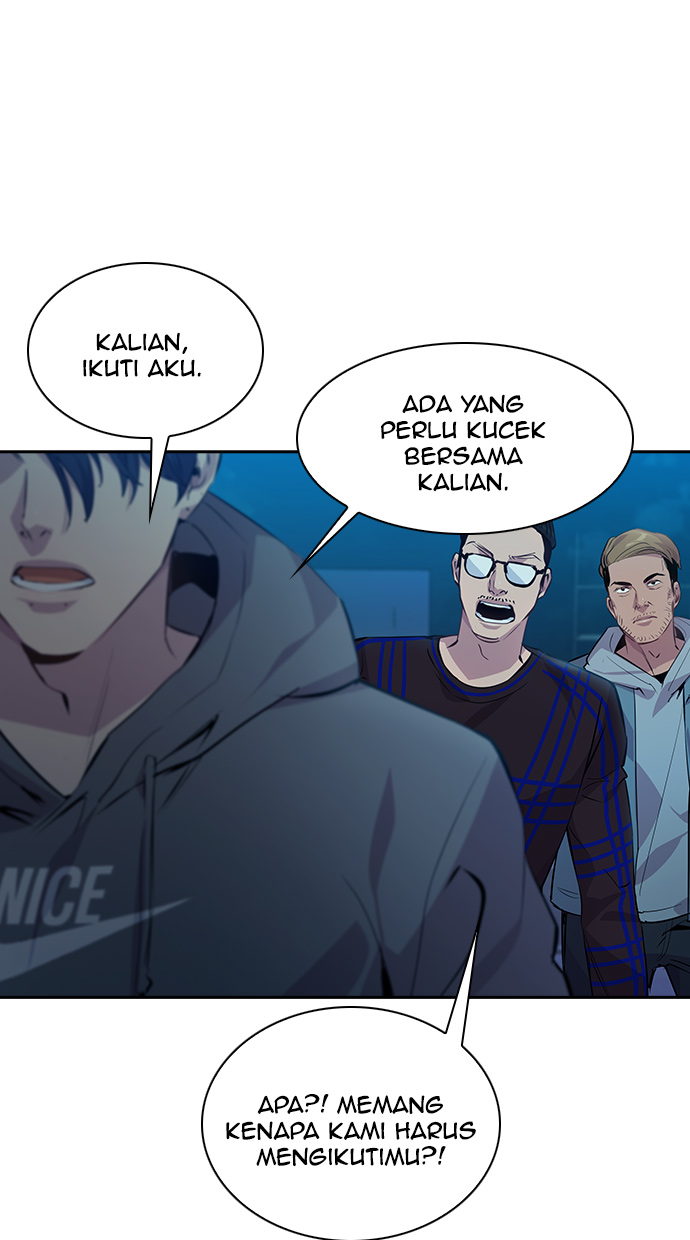 KALIAN,
IKUTI AKU.
ADA YANG
PERLU KUCEK
BERSAMA
KALIAN.
NICE
APA?! MEMANG
KENAPA KAMI HARUS
MENGIKUTIMU?!